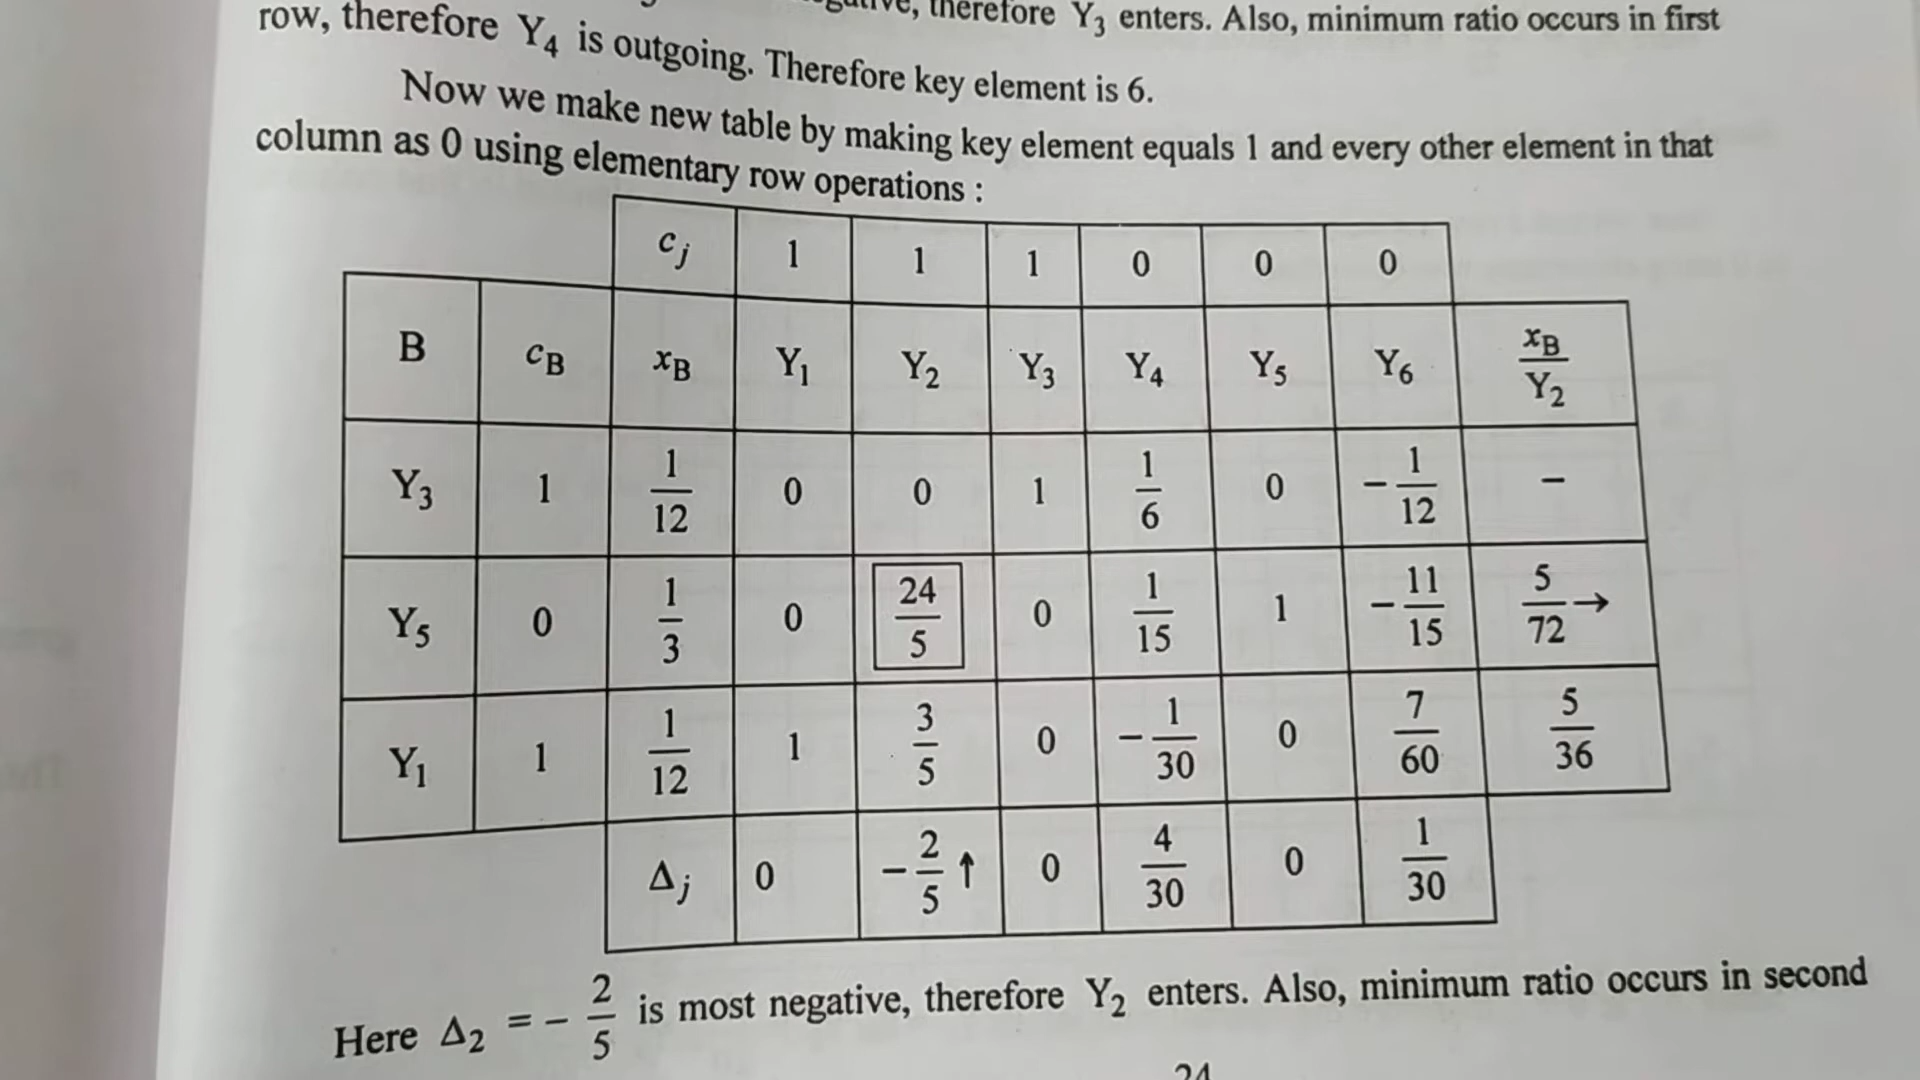 therefore Y₃ enters. Also, minimum ratio occurs in first
row, therefore Y₄ is outgoing. Therefore key element is 6.
Now we make new table by making key element equals 1 and every other element in that
column as 0 using elementary row operations :
cj 1 1 1 0 0 0
B cB xB Y₁ Y₂ Y₃ Y₄ Y₅ Y₆ xB/Y₂
Y₃ 1 1/12 0 0 1 1/6 0 -1/12 –
Y₅ 0 1/3 0 24/5 0 1/15 1 -11/15 5/72→
Y₁ 1 1/12 1 3/5 0 -1/30 0 7/60 5/36
Δj 0 -2/5↑ 0 4/30 0 1/30
Here Δ₂ = -2/5 is most negative, therefore Y₂ enters. Also, minimum ratio occurs in second